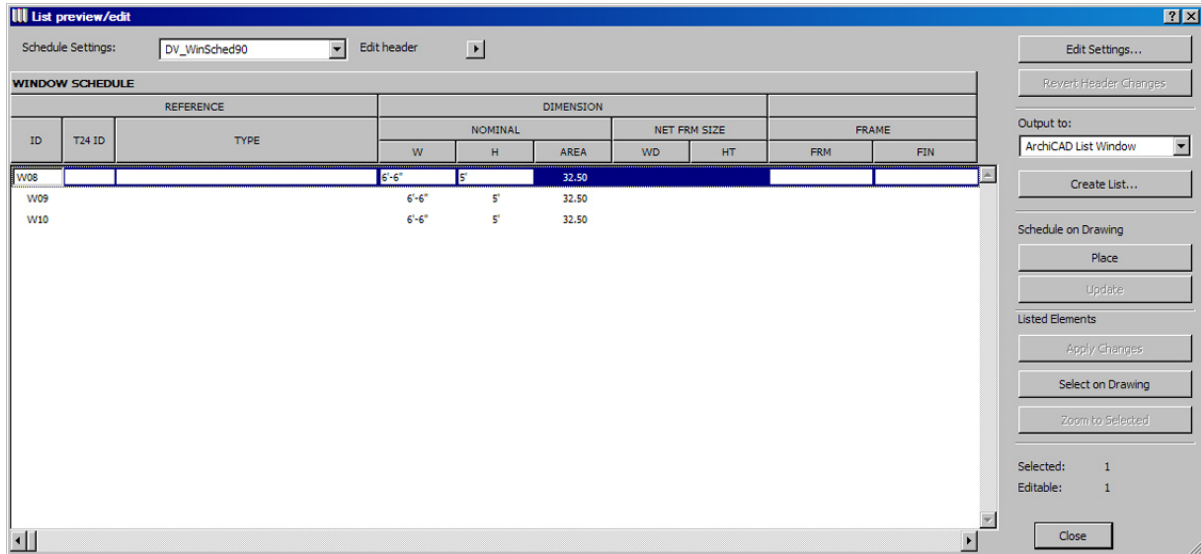 List preview/edit
Schedule Settings: DV_WinSched90 Edit header
Edit Settings...
WINDOW SCHEDULE
Revert Header Changes
REFERENCE DIMENSION
ID T24 ID TYPE NOMINAL NET FRM SIZE FRAME
W H AREA WD HT FRM FIN
Output to:
ArchiCAD List Window
W08 6'-6" 5' 32.50
W09 6'-6" 5' 32.50
W10 6'-6" 5' 32.50
Create List...
Schedule on Drawing
Place
Update
Listed Elements
Apply Changes
Select on Drawing
Zoom to Selected
Selected: 1
Editable: 1
Close